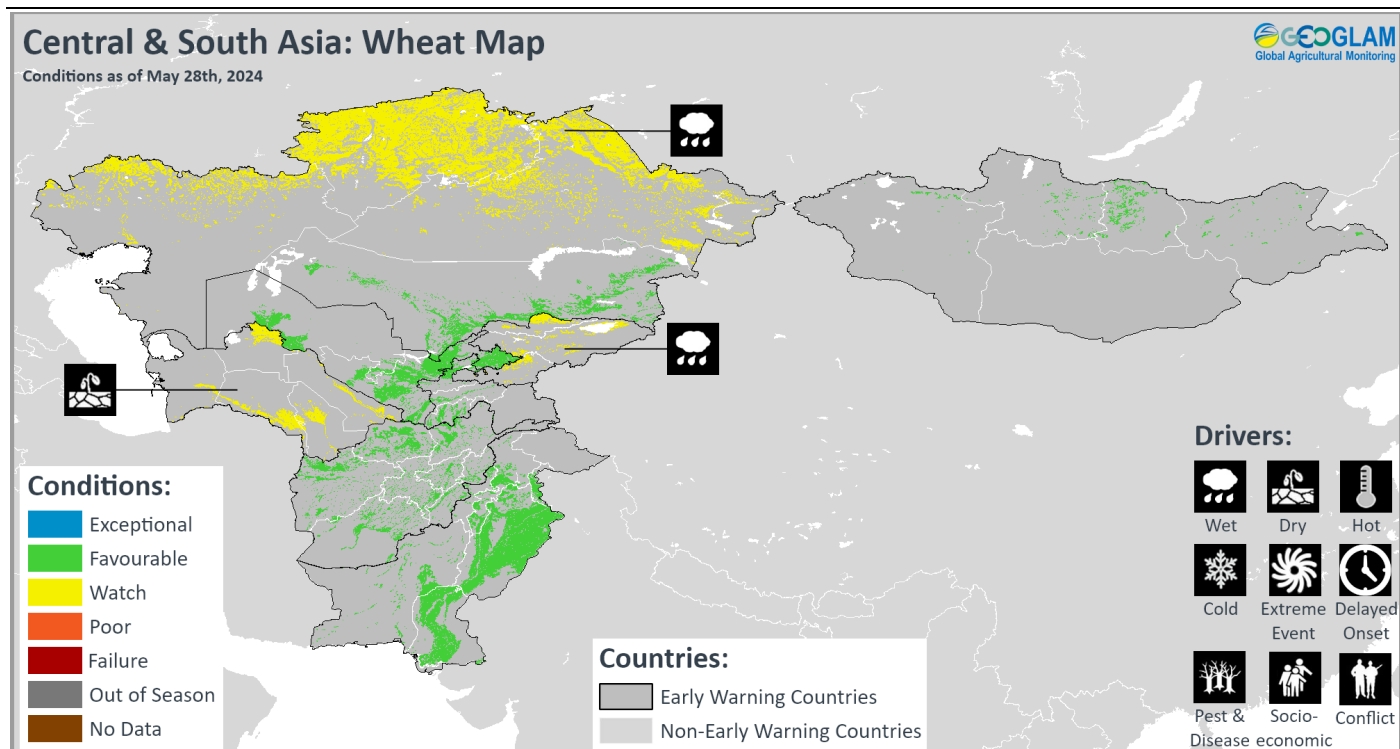 Central & South Asia: Wheat Map
Conditions as of May 28th, 2024
GEOGLAM
Global Agricultural Monitoring
Conditions:
Exceptional
Favourable
Watch
Poor
Failure
Out of Season
No Data
Countries:
Early Warning Countries
Non-Early Warning Countries
Drivers:
Wet
Dry
Hot
Cold
Extreme
Event
Delayed
Onset
Pest &
Disease
Socio-
economic
Conflict